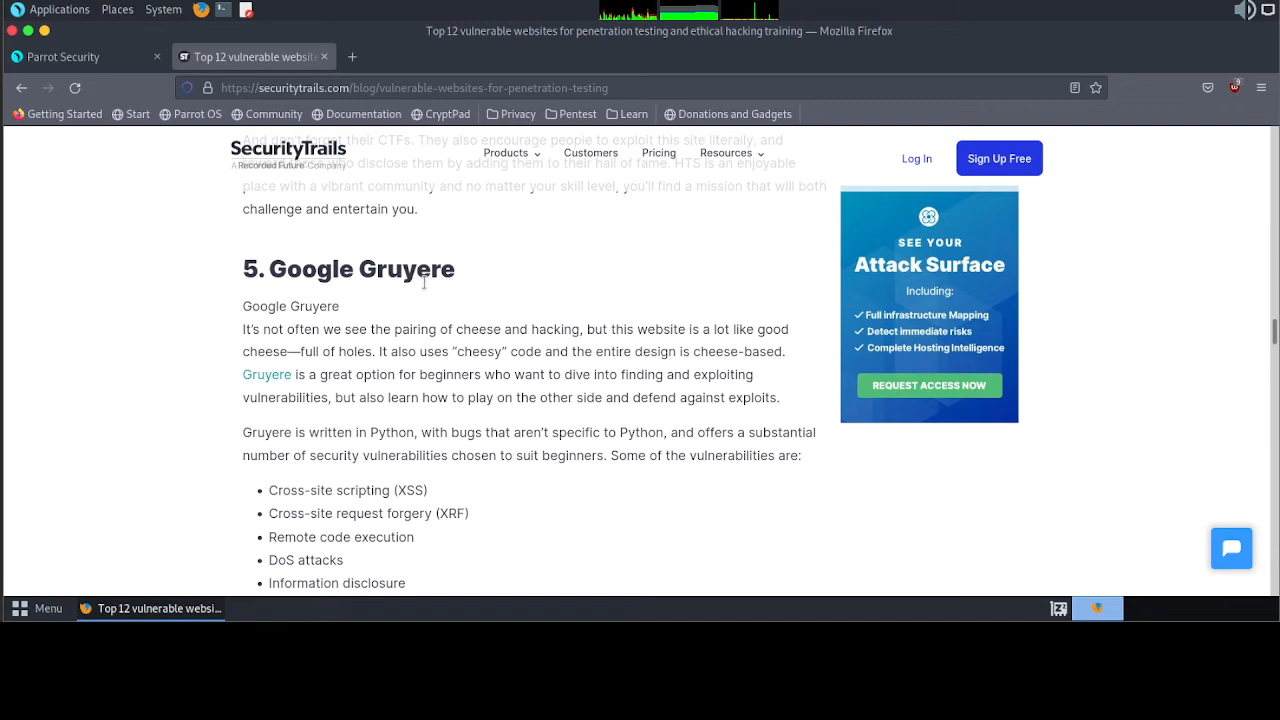 Applications Places System
Top 12 vulnerable websites for penetration testing and ethical hacking training — Mozilla Firefox
Parrot Security
Top 12 vulnerable website
https://securitytrails.com/blog/vulnerable-websites-for-penetration-testing
9
Getting Started Start Parrot OS Community Documentation CryptPad Privacy Pentest Learn Donations and Gadgets
And don't forget their CTFs. They also encourage people to exploit this site literally, and
SecurityTrails
A Recorded Future Company
Products Customers Pricing Resources
Log In
Sign Up Free
disclose them by adding them to their hall of fame. HTS is an enjoyable
place with a vibrant community and no matter your skill level, you'll find a mission that will both
challenge and entertain you.
5. Google Gruyere
Google Gruyere
It's not often we see the pairing of cheese and hacking, but this website is a lot like good
cheese—full of holes. It also uses “cheesy” code and the entire design is cheese-based.
Gruyere is a great option for beginners who want to dive into finding and exploiting
vulnerabilities, but also learn how to play on the other side and defend against exploits.
Gruyere is written in Python, with bugs that aren't specific to Python, and offers a substantial
number of security vulnerabilities chosen to suit beginners. Some of the vulnerabilities are:
• Cross-site scripting (XSS)
• Cross-site request forgery (XRF)
• Remote code execution
• DoS attacks
• Information disclosure
SEE YOUR
Attack Surface
Including:
Full infrastructure Mapping
Detect immediate risks
Complete Hosting Intelligence
REQUEST ACCESS NOW
Menu
Top 12 vulnerable websi...